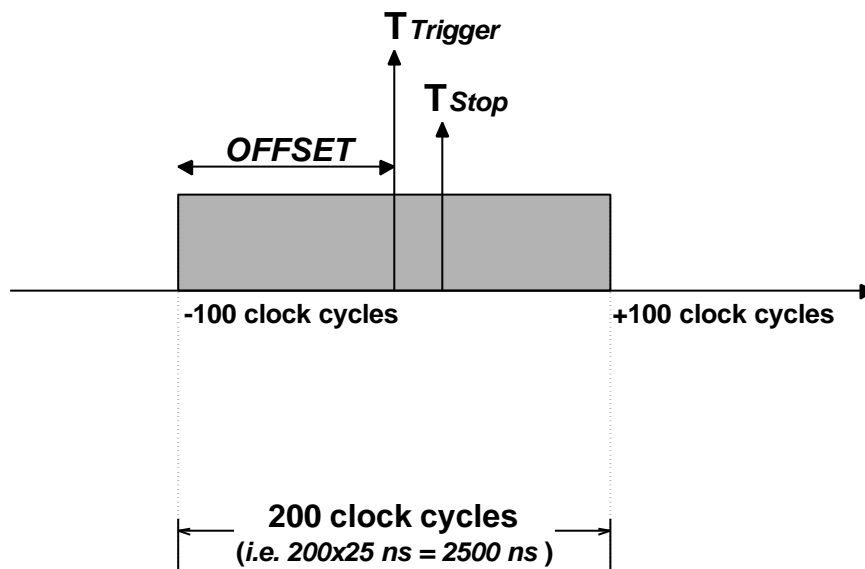 T Trigger
T Stop
OFFSET
-100 clock cycles
+100 clock cycles
200 clock cycles
(i.e. 200x25 ns = 2500 ns )